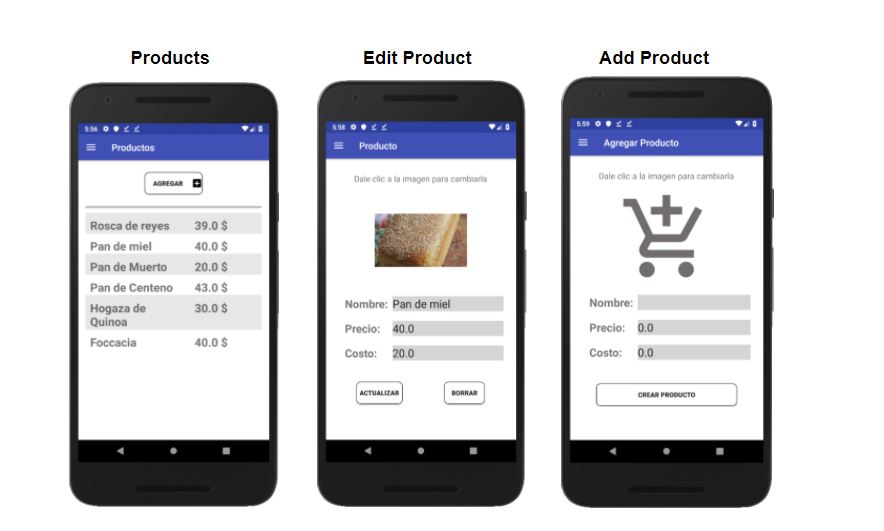 Products
Edit Product
Add Product
5:56
Productos
AGREGAR
Rosca de reyes 39.0 $
Pan de miel 40.0 $
Pan de Muerto 20.0 $
Pan de Centeno 43.0 $
Hogaza de 30.0 $
Quinoa
Foccacia 40.0 $
5:58
Producto
Dale clic a la imagen para cambiarla
Nombre: Pan de miel
Precio: 40.0
Costo: 20.0
ACTUALIZAR BORRAR
5:59
Agregar Producto
Dale clic a la imagen para cambiarla
Nombre:
Precio: 0.0
Costo: 0.0
CREAR PRODUCTO